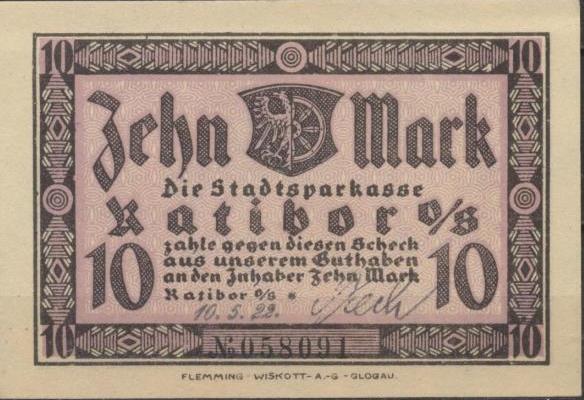 10 10
Zehn Mark
Die Stadtsparkasse
Ratibor o/s
zahle gegen diesen Scheck
aus unserem Guthaben
an den Inhaber Zehn Mark
10 10
Ratibor o/s *
10. 5. 22.
10 № 058091 10
FLEMMING - WISKOTT - A.-G - GLOGAU.